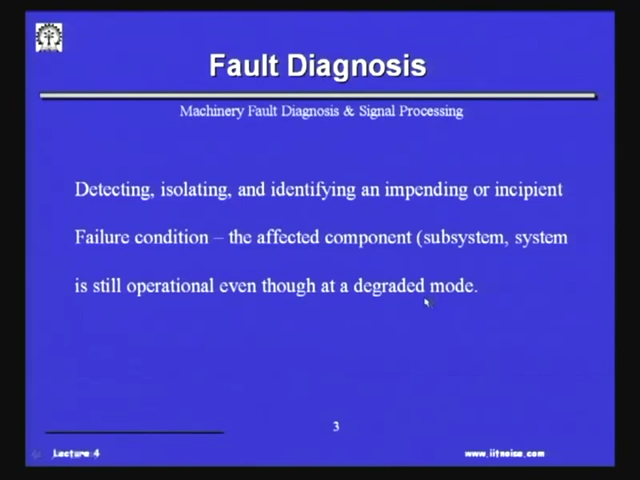 Fault Diagnosis
Machinery Fault Diagnosis & Signal Processing
Detecting, isolating, and identifying an impending or incipient
Failure condition – the affected component (subsystem, system
is still operational even though at a degraded mode.
3
Lecture 4
www.iitnoise.com